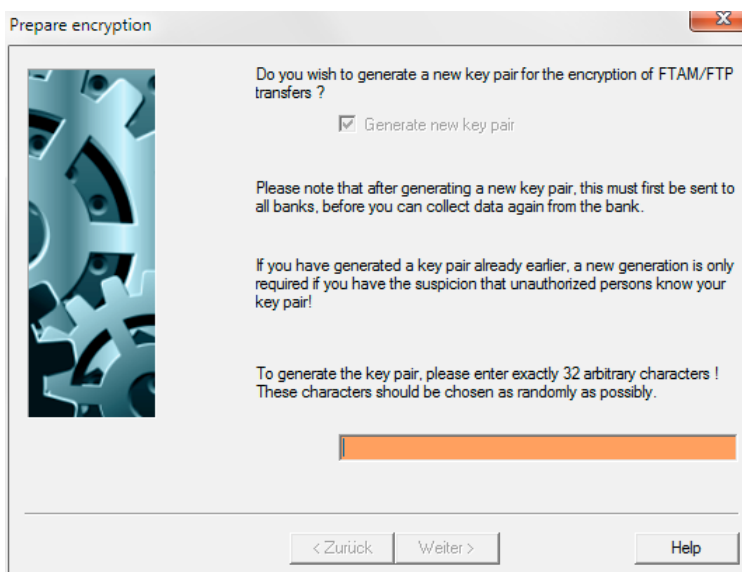 Prepare encryption
Do you wish to generate a new key pair for the encryption of FTAM/FTP
transfers ?
Generate new key pair
Please note that after generating a new key pair, this must first be sent to
all banks, before you can collect data again from the bank.
If you have generated a key pair already earlier, a new generation is only
required if you have the suspicion that unauthorized persons know your
key pair!
To generate the key pair, please enter exactly 32 arbitrary characters !
These characters should be chosen as randomly as possibly.
< Zurück
Weiter >
Help